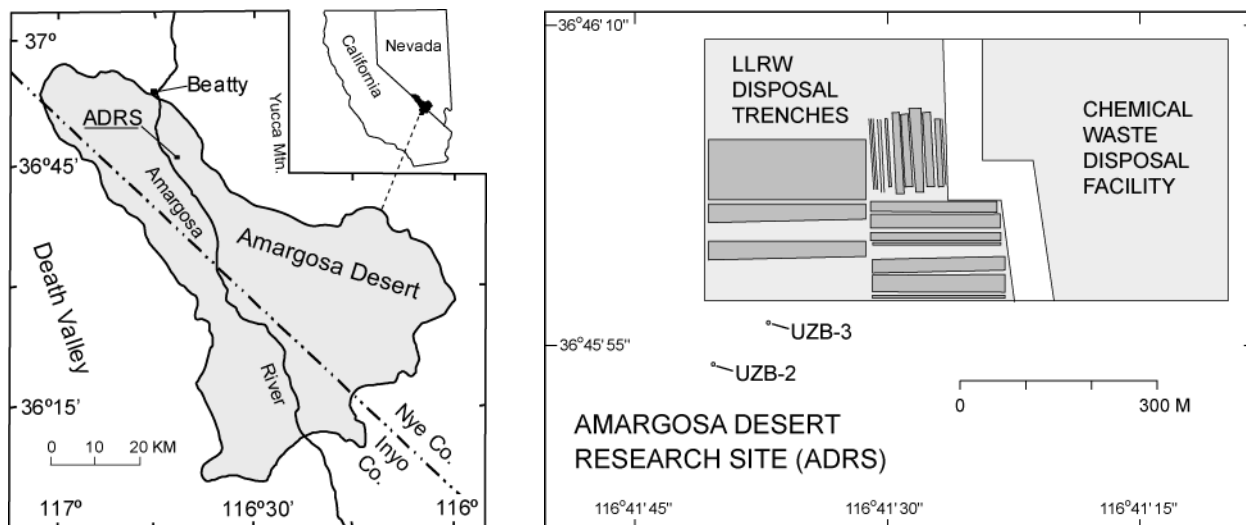 37º
Beatty
ADRS
36º45'
Amargosa
River
Amargosa Desert
Death Valley
36º15'
0 10 20 KM
Nye Co.
Inyo
Co.
117º
116º30'
116º
California
Nevada
Yucca Mtn.
36º46'10"
LLRW
DISPOSAL
TRENCHES
CHEMICAL
WASTE
DISPOSAL
FACILITY
UZB-3
36º45'55"
UZB-2
0 300 M
AMARGOSA DESERT
RESEARCH SITE (ADRS)
116º41'45"
116º41'30"
116º41'15"